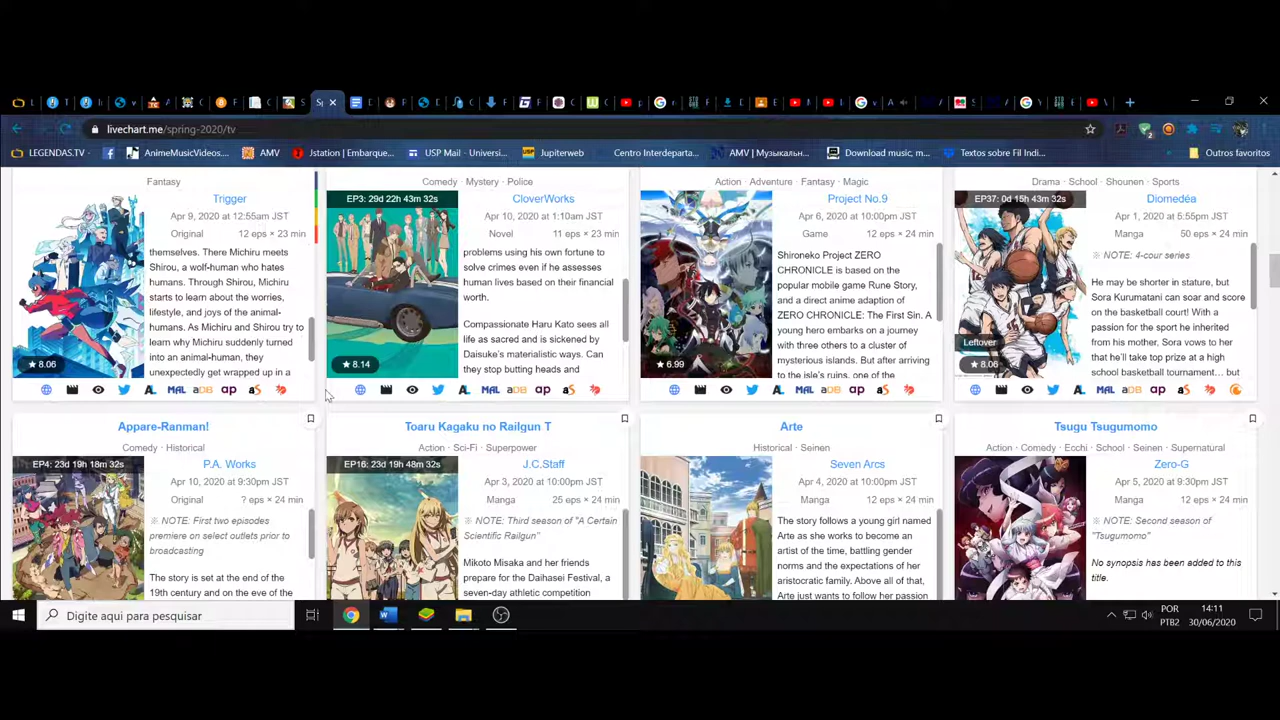 livechart.me/spring-2020/tv
LEGENDAS.TV -
AnimeMusicVideos....
AMV
Jstation | Embarque...
USP Mail - Universi...
Jupiterweb
Centro Interdeparta...
AMV | Музыкальн...
Download music, m...
Textos sobre Fil Indi...
Outros favoritos
Fantasy
Trigger
Apr 9, 2020 at 12:55am JST
Original 12 eps × 23 min
themselves. There Michiru meets
Shirou, a wolf-human who hates
humans. Through Shirou, Michiru
starts to learn about the worries,
lifestyle, and joys of the animal-
humans. As Michiru and Shirou try to
learn why Michiru suddenly turned
into an animal-human, they
unexpectedly get wrapped up in a
★ 8.06
Comedy · Mystery · Police
EP3: 29d 22h 43m 32s
CloverWorks
Apr 10, 2020 at 1:10am JST
Novel 11 eps × 23 min
problems using his own fortune to
solve crimes even if he assesses
human lives based on their financial
worth.
Compassionate Haru Kato sees all
life as sacred and is sickened by
Daisuke's materialistic ways. Can
they stop butting heads and
★ 8.14
Action · Adventure · Fantasy · Magic
Project No.9
Apr 6, 2020 at 10:00pm JST
Game 12 eps × 24 min
Shironeko Project ZERO
CHRONICLE is based on the
popular mobile game Rune Story,
and a direct anime adaption of
ZERO CHRONICLE: The First Sin. A
young hero embarks on a journey
with three others to a cluster of
mysterious islands. But after arriving
to the isle's ruins, one of the
★ 6.99
Drama · School · Shounen · Sports
EP37: 0d 15h 43m 32s
Diomedéa
Apr 1, 2020 at 5:55pm JST
Manga 50 eps × 24 min
※ NOTE: 4-cour series
He may be shorter in stature, but
Sora Kurumatani can soar and score
on the basketball court! With a
passion for the sport he inherited
from his mother, Sora vows to her
that he'll take top prize at a high
school basketball tournament… but
Leftover
★ 8.06
MAL aDB ap aS
MAL aDB ap aS
MAL aDB ap aS
MAL aDB ap aS
Appare-Ranman!
Comedy · Historical
EP4: 23d 19h 18m 32s
P.A. Works
Apr 10, 2020 at 9:30pm JST
Original ? eps × 24 min
※ NOTE: First two episodes
premiere on select outlets prior to
broadcasting
The story is set at the end of the
19th century and on the eve of the
Toaru Kagaku no Railgun T
Action · Sci-Fi · Superpower
EP16: 23d 19h 48m 32s
J.C.Staff
Apr 3, 2020 at 10:00pm JST
Manga 25 eps × 24 min
※ NOTE: Third season of "A Certain
Scientific Railgun"
Mikoto Misaka and her friends
prepare for the Daihasei Festival, a
seven-day athletic competition
Arte
Historical · Seinen
Seven Arcs
Apr 4, 2020 at 10:00pm JST
Manga 12 eps × 24 min
The story follows a young girl named
Arte as she works to become an
artist of the time, battling gender
norms and the expectations of her
aristocratic family. Above all of that,
Arte just wants to follow her passion
Tsugu Tsugumomo
Action · Comedy · Ecchi · School · Seinen · Supernatural
Zero-G
Apr 5, 2020 at 9:30pm JST
Manga 12 eps × 24 min
※ NOTE: Second season of
"Tsugumomo"
No synopsis has been added to this
title.
Digite aqui para pesquisar
POR
PTB2
14:11
30/06/2020